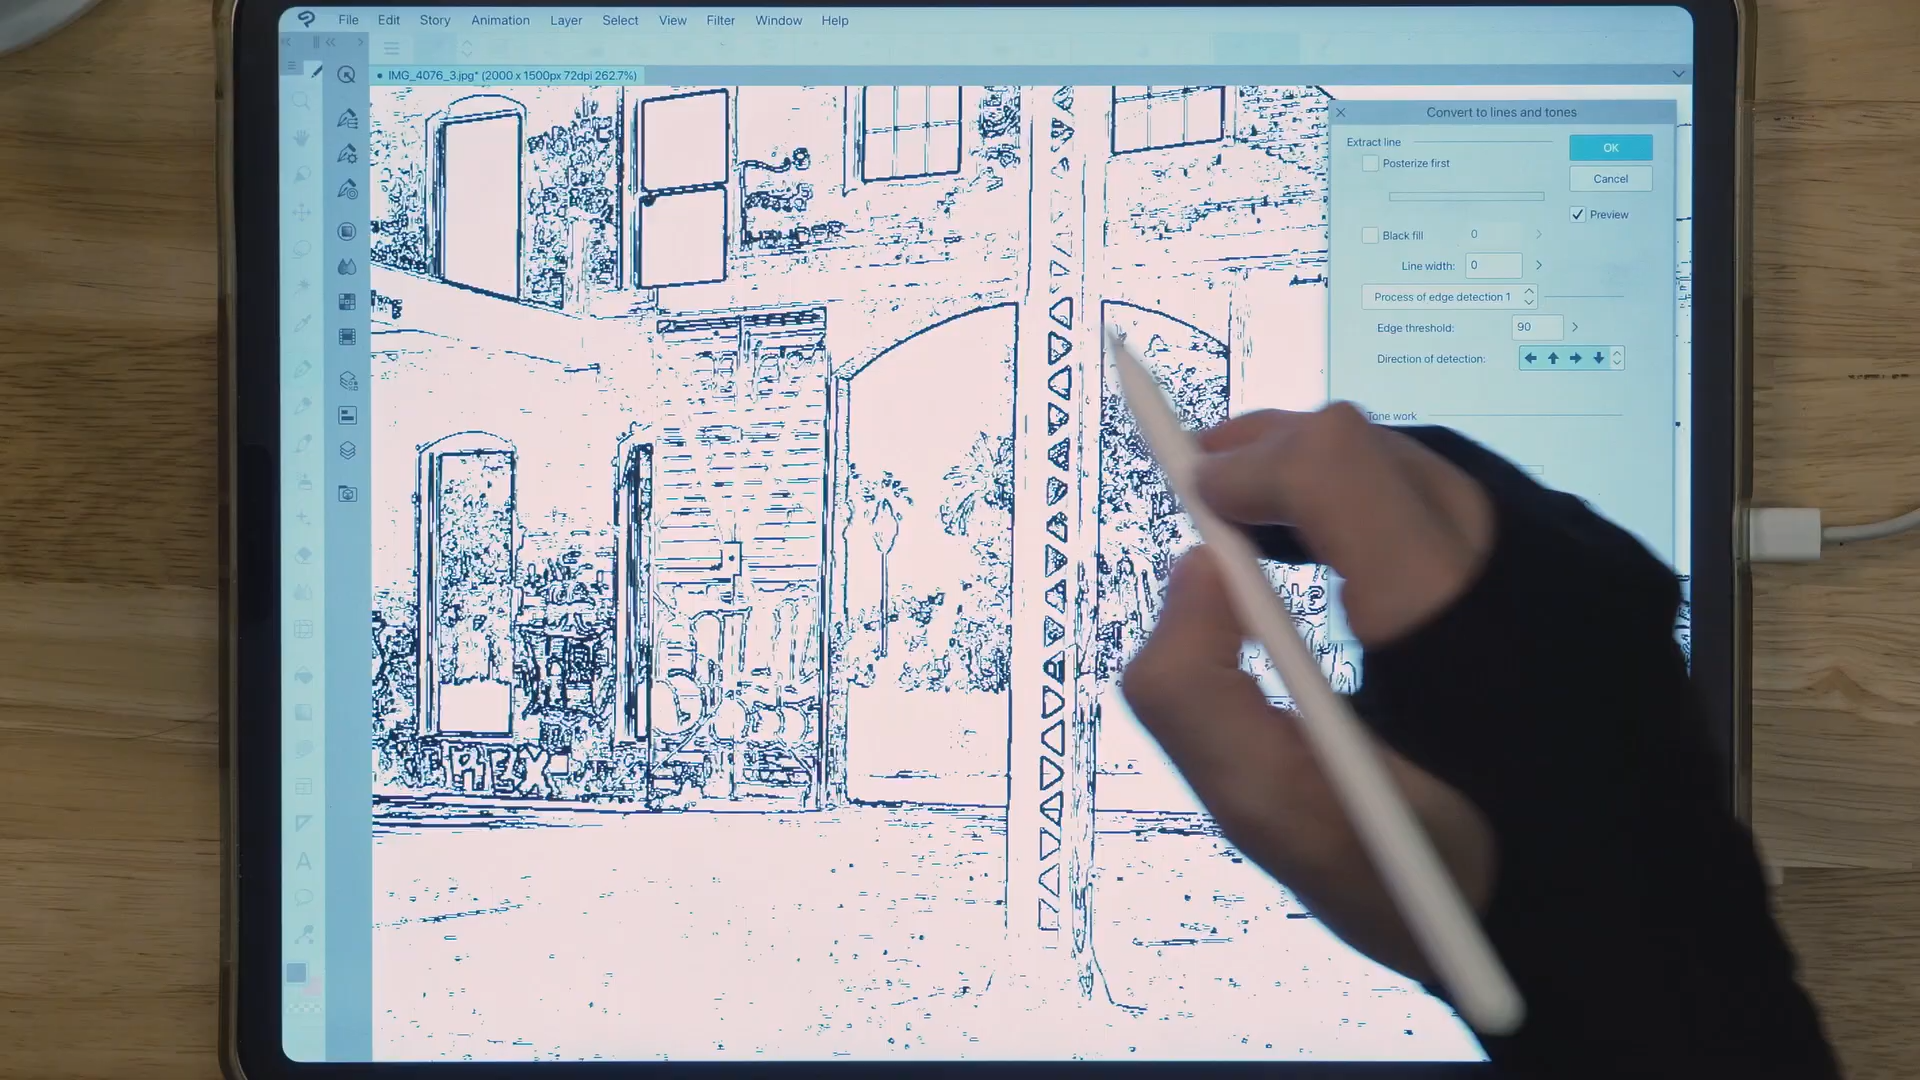 File Edit Story Animation Layer Select View Filter Window Help
IMG_4076_3.jpg* (2000 x 1500px 72dpi 262.7%)
Convert to lines and tones
Extract line
OK
Posterize first
Cancel
Preview
Black fill 0
Line width: 0
Process of edge detection 1
Edge threshold: 90
Direction of detection:
Tone work
REX